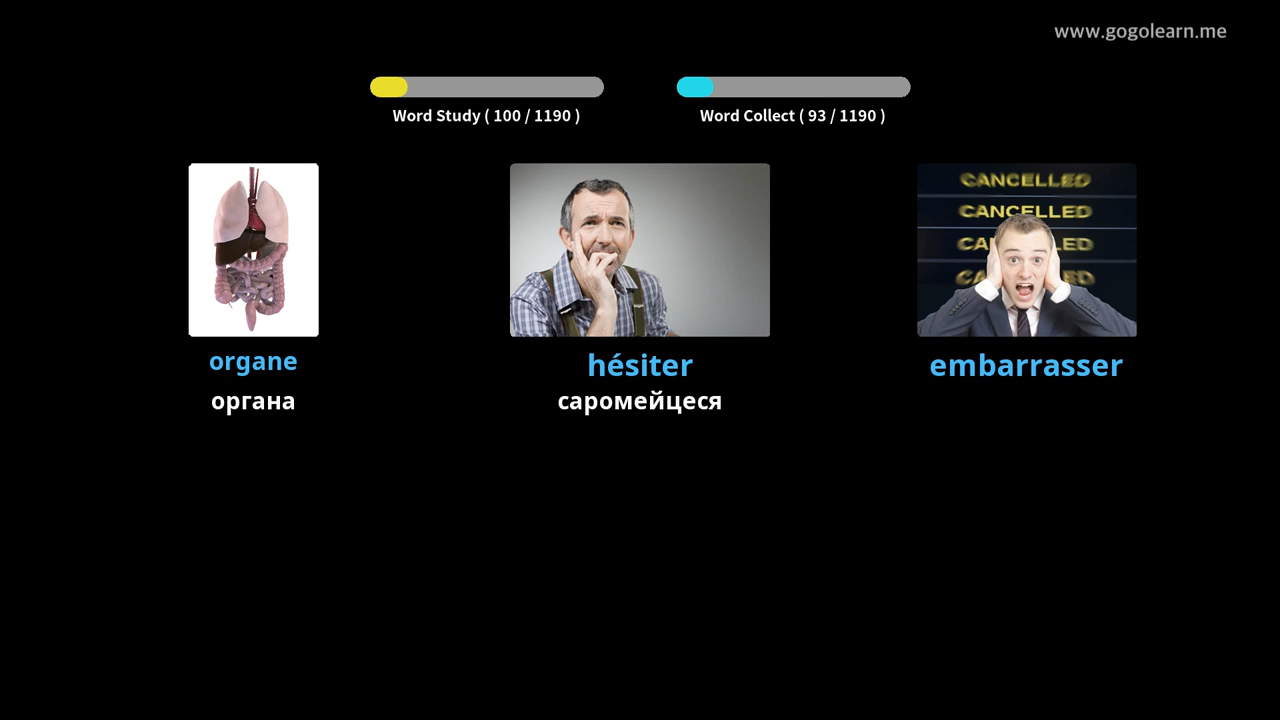 www.gogolearn.me
Word Study ( 100 / 1190 )
Word Collect ( 93 / 1190 )
CANCELLED
CANCELLED
organe
hésiter
embarrasser
органа
саромейцеся